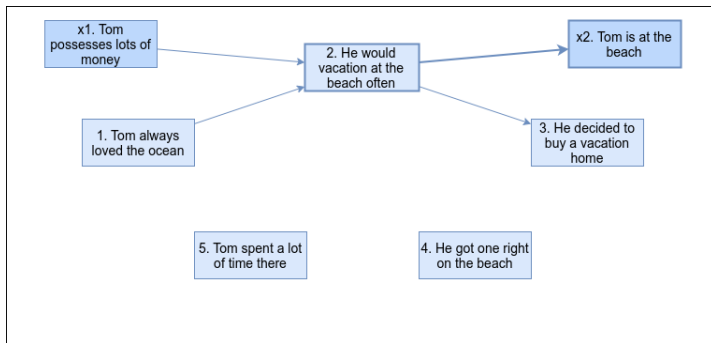 x1. Tom
possesses lots of
money
2. He would
vacation at the
beach often
x2. Tom is at the
beach
1. Tom always
loved the ocean
3. He decided to
buy a vacation
home
5. Tom spent a lot
of time there
4. He got one right
on the beach